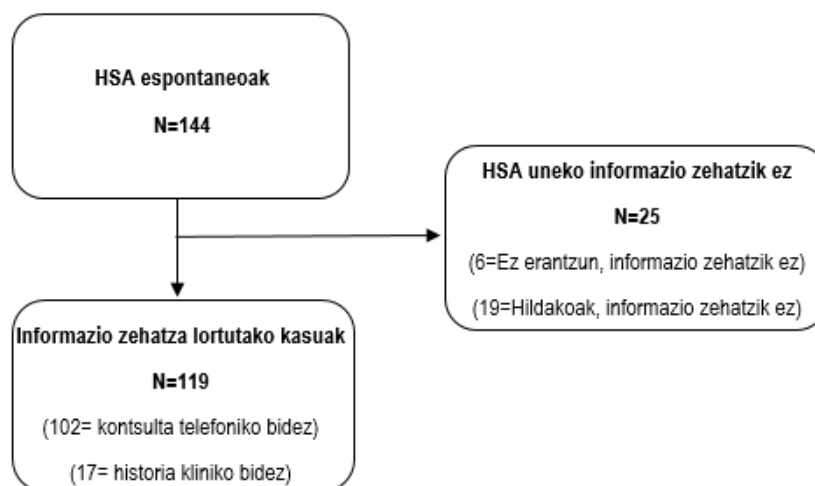 HSA espontaneoak
N=144
HSA uneko informazio zehatzik ez
N=25
(6=Ez erantzun, informazio zehatzik ez)
(19=Hildakoak, informazio zehatzik ez)
Informazio zehatza lortutako kasuak
N=119
(102= kontsulta telefoniko bidez)
(17= historia kliniko bidez)